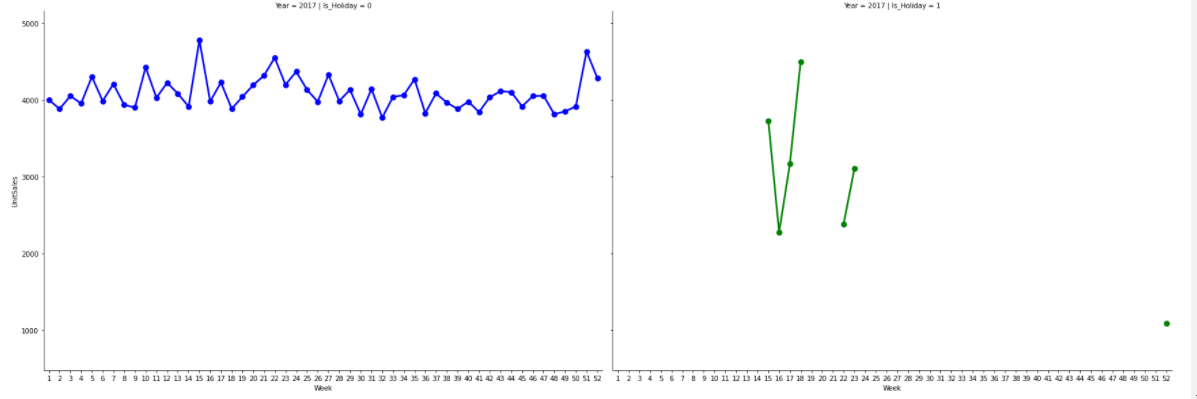 Year = 2017 | Is_Holiday = 0
Year = 2017 | Is_Holiday = 1
5000
4000
3000
2000
1000
UnitSales
1 2 3 4 5 6 7 8 9 10 11 12 13 14 15 16 17 18 19 20 21 22 23 24 25 26 27 28 29 30 31 32 33 34 35 36 37 38 39 40 41 42 43 44 45 46 47 48 49 50 51 52
Week
1 2 3 4 5 6 7 8 9 10 11 12 13 14 15 16 17 18 19 20 21 22 23 24 25 26 27 28 29 30 31 32 33 34 35 36 37 38 39 40 41 42 43 44 45 46 47 48 49 50 51 52
Week